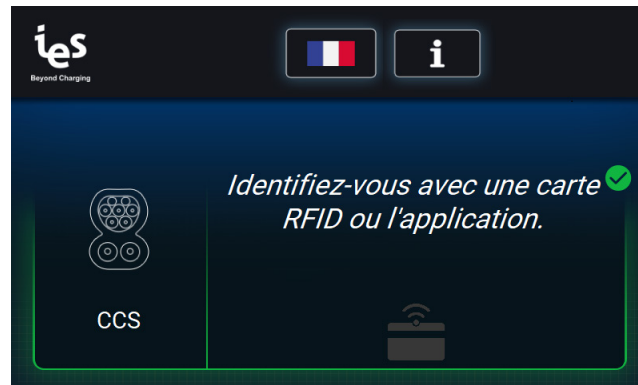 ies
Beyond Charging
i
Identifiez-vous avec une carte
RFID ou l'application.
CCS